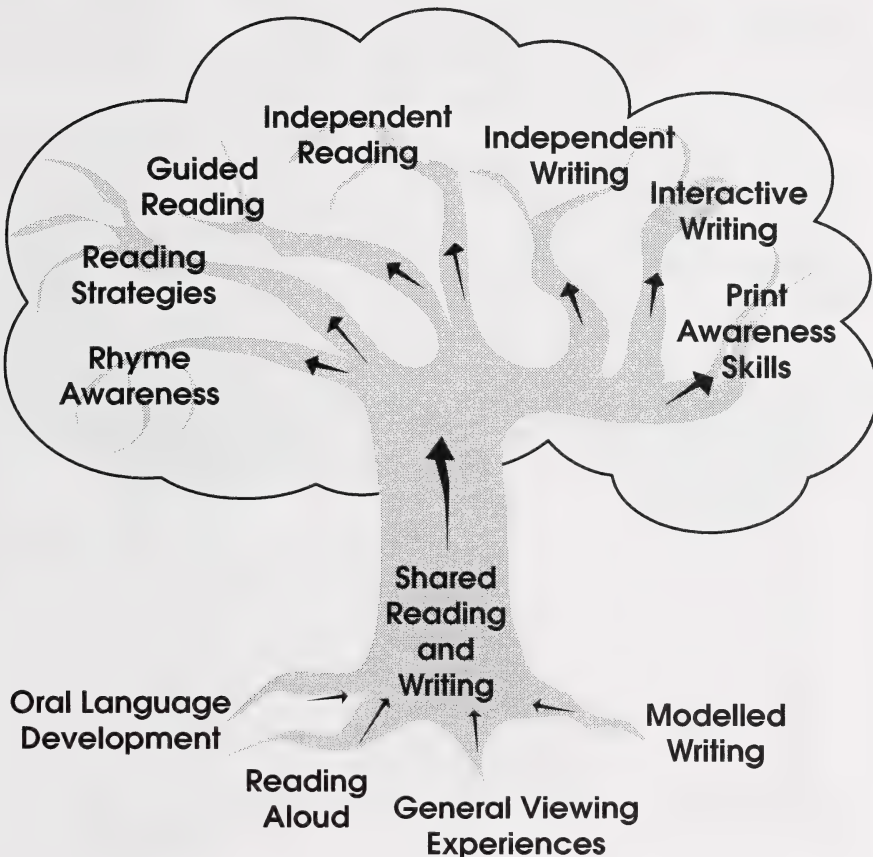 Independent
Reading
Independent
Writing
Guided
Reading
Interactive
Writing
Reading
Strategies
Print
Awareness
Skills
Rhyme
Awareness
Shared
Reading
and
Writing
Oral Language
Development
Modelled
Writing
Reading
Aloud
General Viewing
Experiences